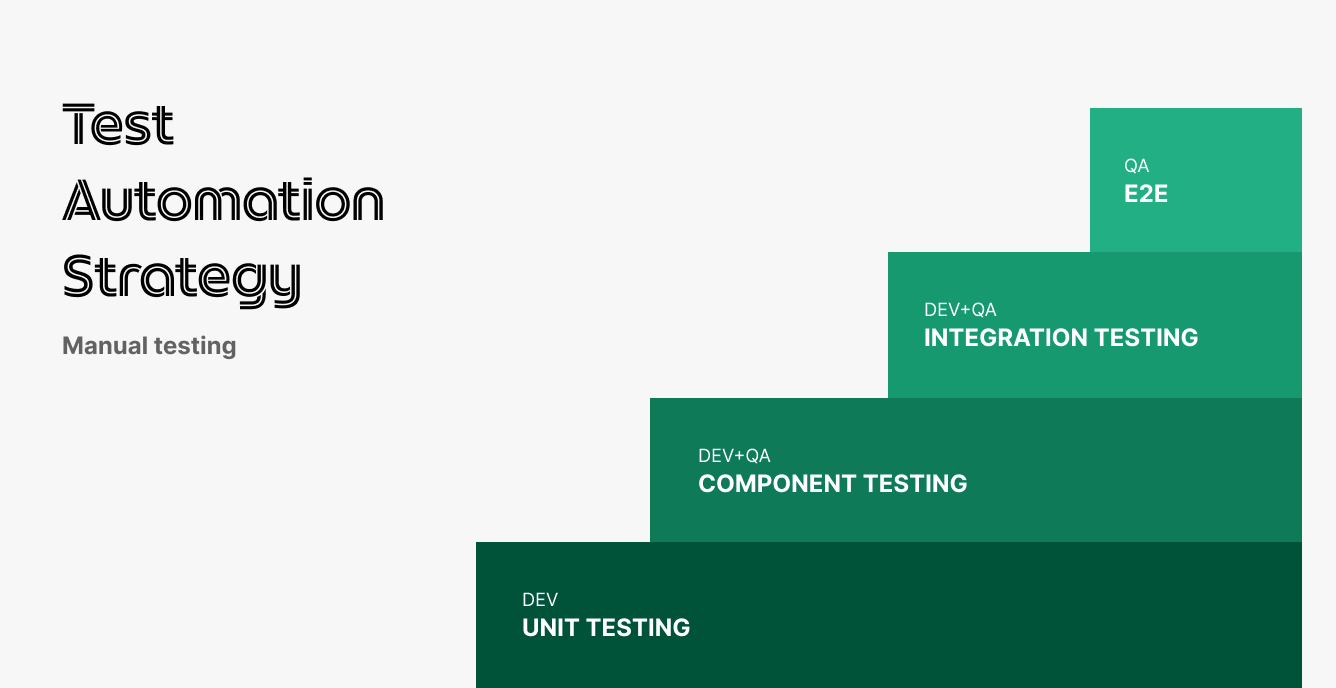 Test
Automation
Strategy
Manual testing
QA
E2E
DEV+QA
INTEGRATION TESTING
DEV+QA
COMPONENT TESTING
DEV
UNIT TESTING